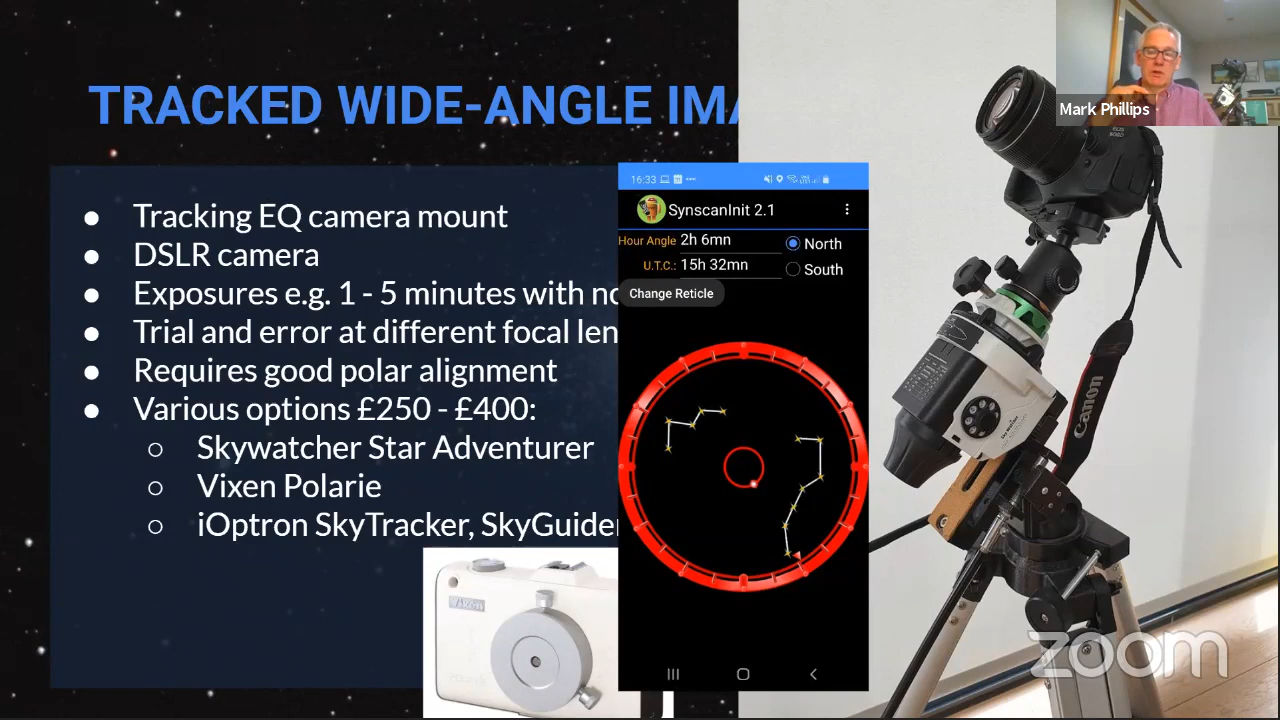 TRACKED WIDE-ANGLE IMA
Mark Phillips
● Tracking EQ camera mount
● DSLR camera
● Exposures e.g. 1 - 5 minutes with no
● Trial and error at different focal len
● Requires good polar alignment
● Various options £250 - £400:
○ Skywatcher Star Adventurer
○ Vixen Polarie
○ iOptron SkyTracker, SkyGuider
16:33
SynscanInit 2.1
Hour Angle 2h 6mn
North
U.T.C.: 15h 32mn
South
Change Reticle
Vixen
Canon
zoom